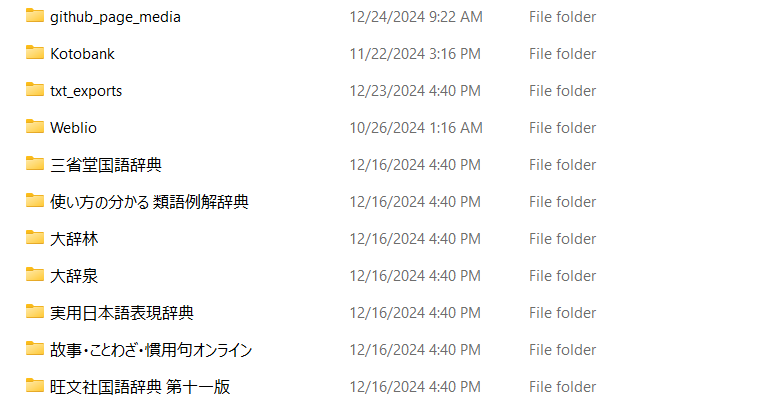 github_page_media 12/24/2024 9:22 AM File folder
Kotobank 11/22/2024 3:16 PM File folder
txt_exports 12/23/2024 4:40 PM File folder
Weblio 10/26/2024 1:16 AM File folder
三省堂国語辞典 12/16/2024 4:40 PM File folder
使い方の分かる 類語例解辞典 12/16/2024 4:40 PM File folder
大辞林 12/16/2024 4:40 PM File folder
大辞泉 12/16/2024 4:40 PM File folder
実用日本語表現辞典 12/16/2024 4:40 PM File folder
故事・ことわざ・慣用句オンライン 12/16/2024 4:40 PM File folder
旺文社国語辞典 第十一版 12/16/2024 4:40 PM File folder